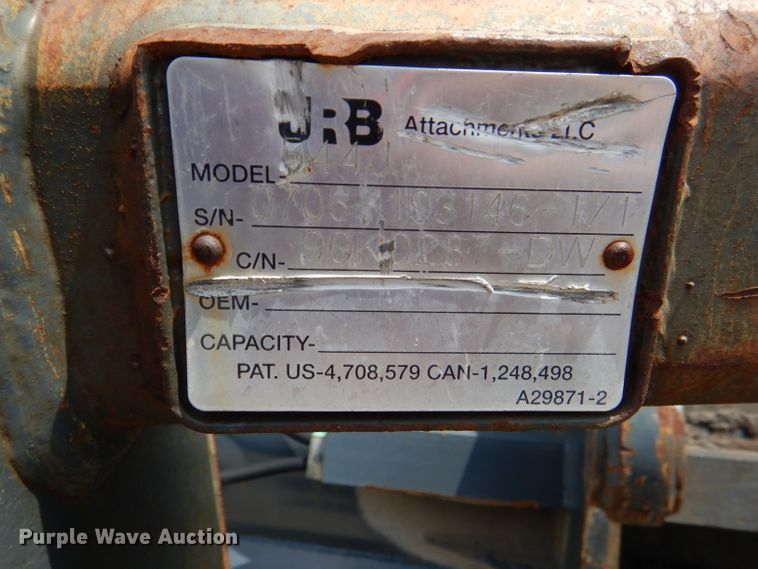 JRB Attachments LLC
MODEL- 444J
S/N-
C/N-
OEM-
CAPACITY-
PAT. US-4,708,579 CAN-1,248,498
A29871-2
Purple Wave Auction